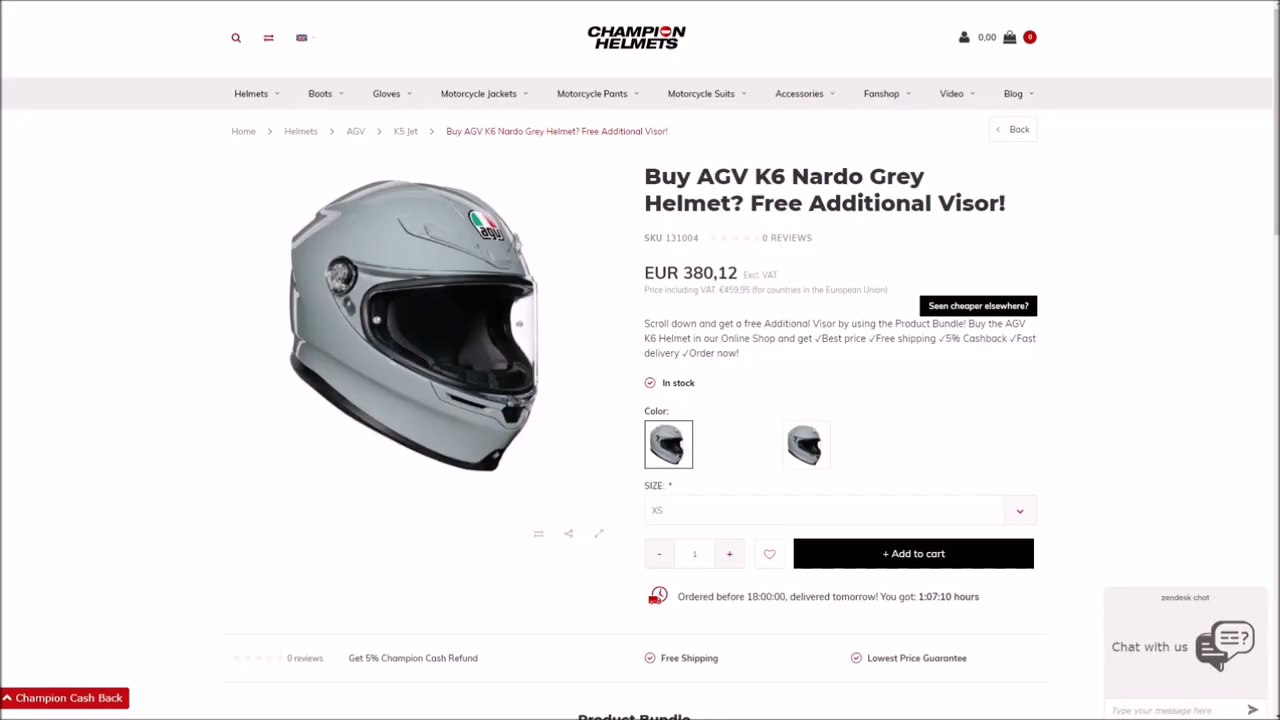 CHAMPION
HELMETS
0,00
0
Helmets
Boots
Gloves
Motorcycle Jackets
Motorcycle Pants
Motorcycle Suits
Accessories
Fanshop
Video
Blog
Home
Helmets
AGV
K5 Jet
Buy AGV K6 Nardo Grey Helmet? Free Additional Visor!
Back
agv
Buy AGV K6 Nardo Grey
Helmet? Free Additional Visor!
SKU 131004
0 REVIEWS
EUR 380,12 Excl. VAT
Price including VAT: €459,95 (for countries in the European Union)
Seen cheaper elsewhere?
Scroll down and get a free Additional Visor by using the Product Bundle! Buy the AGV
K6 Helmet in our Online Shop and get ✓Best price ✓Free shipping ✓5% Cashback ✓Fast
delivery ✓Order now!
In stock
Color:
SIZE: *
XS
- 1 +
+ Add to cart
Ordered before 18:00:00, delivered tomorrow! You got: 1:07:10 hours
0 reviews
Get 5% Champion Cash Refund
Free Shipping
Lowest Price Guarantee
zendesk chat
Chat with us
Type your message here
Champion Cash Back
Product Bundle